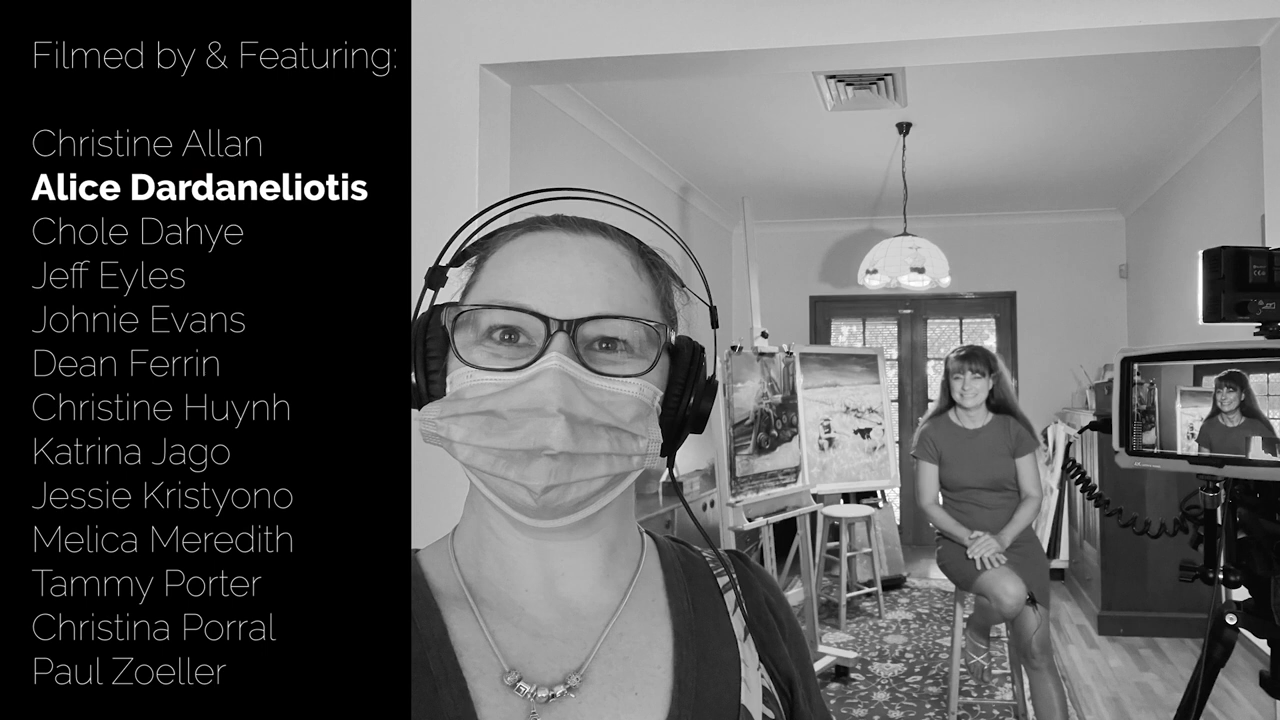 Filmed by & Featuring:
Christine Allan
Alice Dardaneliotis
Chole Dahye
Jeff Eyles
Johnie Evans
Dean Ferrin
Christine Huynh
Katrina Jago
Jessie Kristyono
Melica Meredith
Tammy Porter
Christina Porral
Paul Zoeller